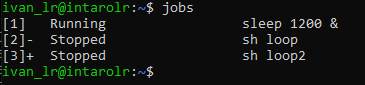 ivan_lr@intarolr:~$ jobs
[1]   Running                 sleep 1200 &
[2]-  Stopped                 sh loop
[3]+  Stopped                 sh loop2
ivan_lr@intarolr:~$